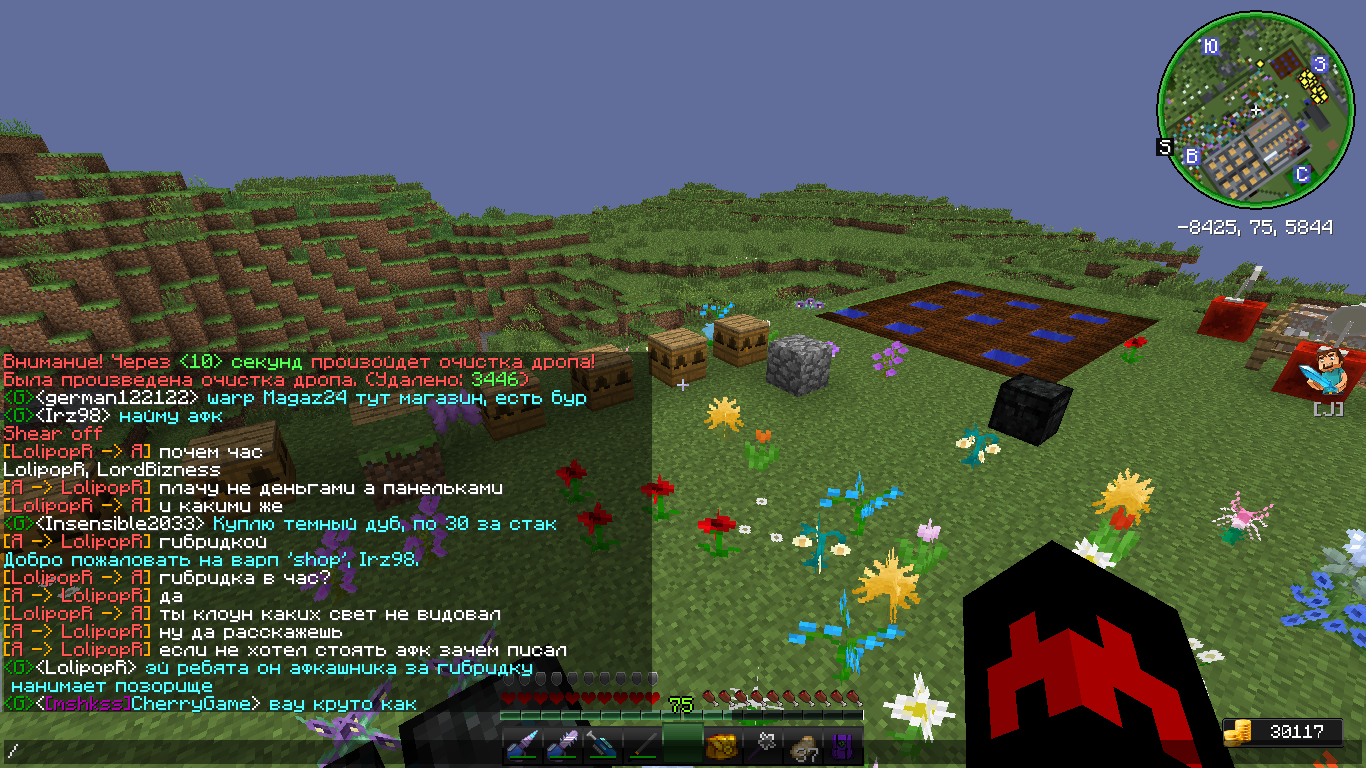 Ю
З
S
В
С
-8425, 75, 5844
Внимание! Через <10> секунд произойдет очистка дропа!
Была произведена очистка дропа. (Удалено: 3446)
<G><german122122> warp Magaz24 тут магазин, есть бур
<G><Irz98> найму афк
Shear off
[LolipopR -> Я] почем час
LolipopR, LordBizness
[Я -> LolipopR] плачу не деньгами а панельками
[LolipopR -> Я] и какими же
<G><Insensible2033> Куплю темный дуб, по 30 за стак
[Я -> LolipopR] гибридкой
Добро пожаловать на варп 'shop', Irz98.
[LolipopR -> Я] гибридка в час?
[Я -> LolipopR] да
[LolipopR -> Я] ты клоун каких свет не видовал
[Я -> LolipopR] ну да расскажешь
[Я -> LolipopR] если не хотел стоять афк зачем писал
<G><LolipopR> эй ребята он афкашника за гибридку
нанимает позорище
<G><[mshkss]CherryGame> вау круто как
[J]
75
30117
/